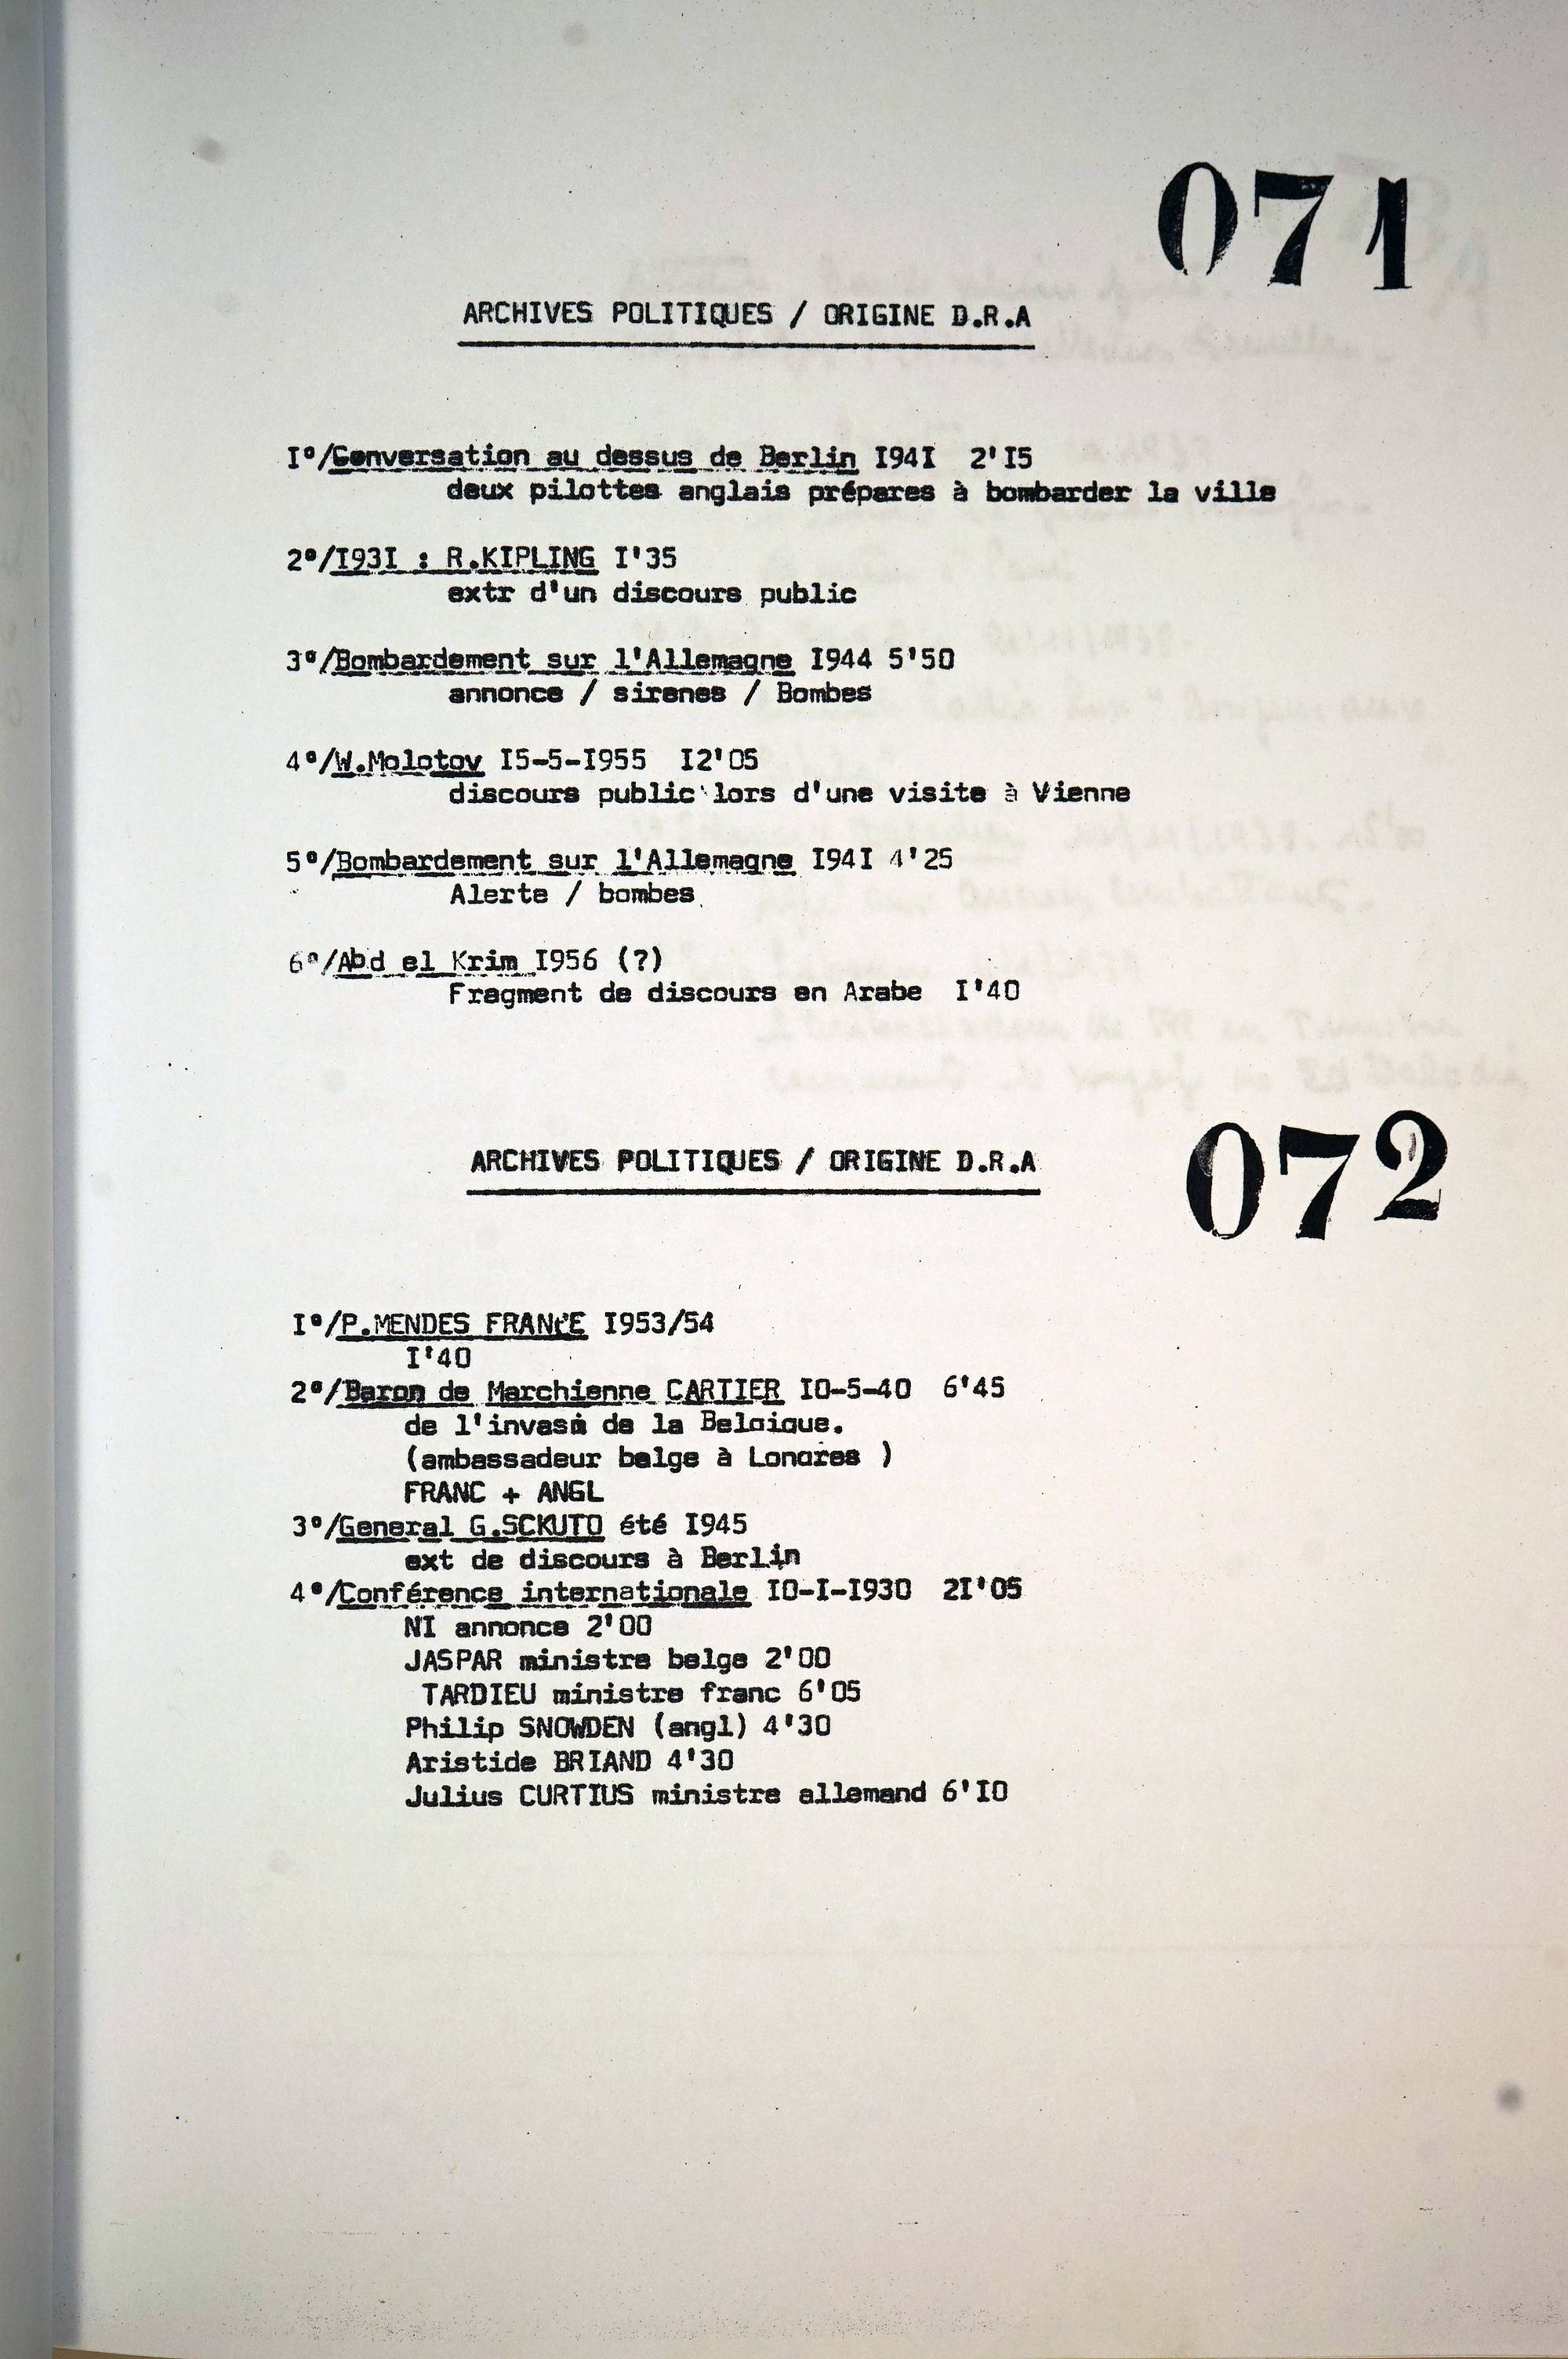 071
ARCHIVES POLITIQUES / ORIGINE D.R.A
I°/Conversation au dessus de Berlin I94I 2'I5
deux pilottes anglais prépares à bombarder la ville
2°/I93I : R.KIPLING I'35
extr d'un discours public
3°/Bombardement sur l'Allemagne I944 5'50
annonce / sirenes / Bombes
4°/W.Molotov I5-5-I955 I2'05
discours public lors d'une visite à Vienne
5°/Bombardement sur l'Allemagne I94I 4'25
Alerte / bombes
6°/Abd el Krim I956 (?)
Fragment de discours en Arabe I'40
ARCHIVES POLITIQUES / ORIGINE D.R.A
072
I°/P.MENDES FRANCE I953/54
I'40
2°/Baron de Marchienne CARTIER I0-5-40 6'45
de l'invasi de la Belgique.
(ambassadeur belge à Londres )
FRANC + ANGL
3°/General G.SCKUTO été I945
ext de discours à Berlin
4°/Conférence internationale I0-I-I930 2I'05
NI annonce 2'00
JASPAR ministre belge 2'00
TARDIEU ministre franc 6'05
Philip SNOWDEN (angl) 4'30
Aristide BRIAND 4'30
Julius CURTIUS ministre allemand 6'I0